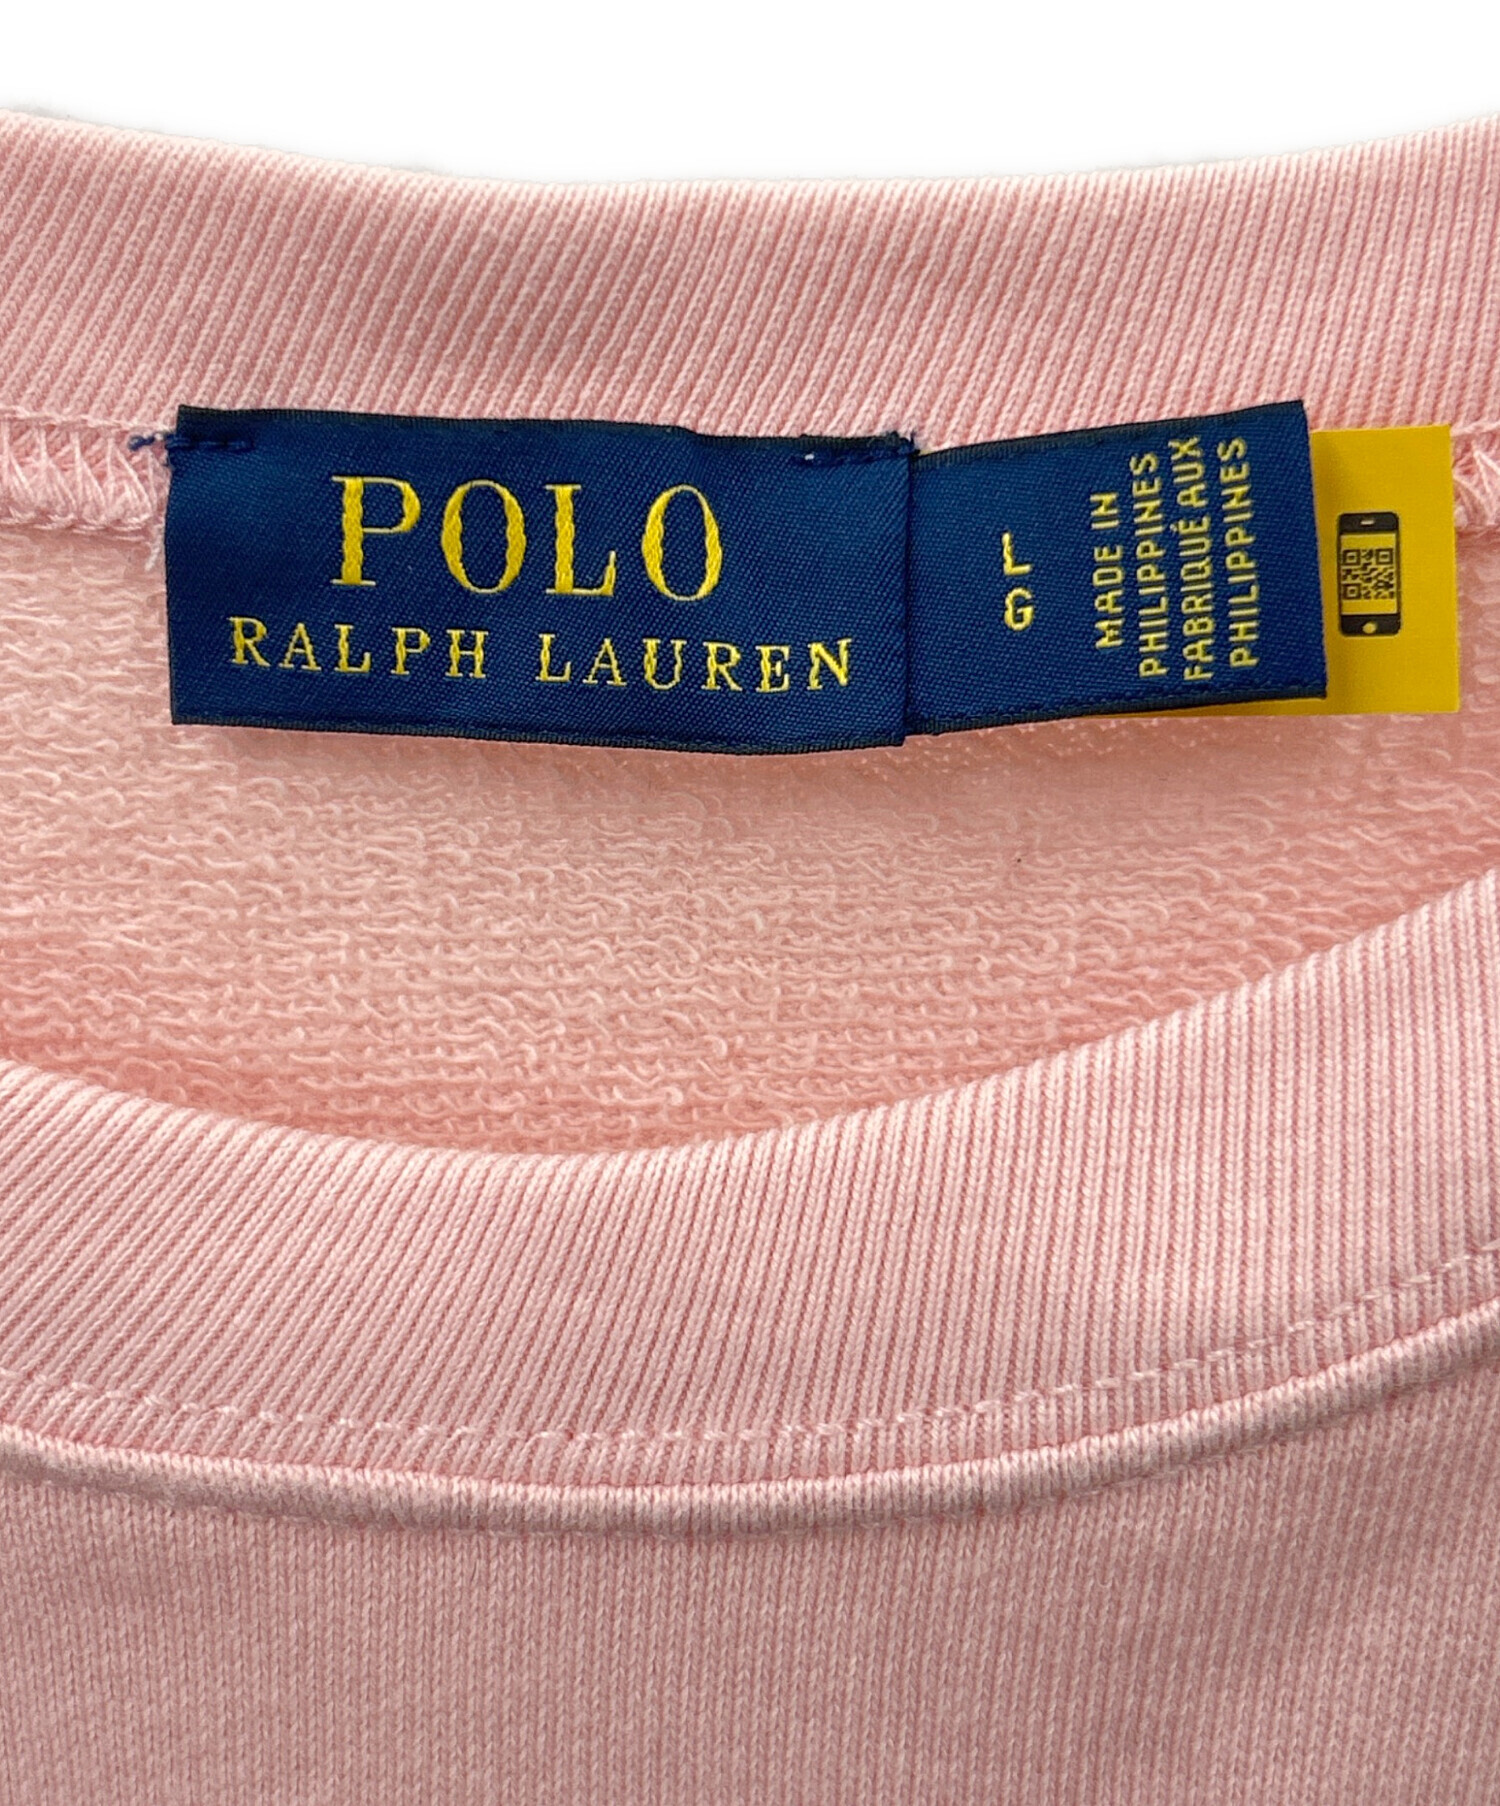 POLO
RALPH LAUREN
L
G
MADE IN
PHILIPPINES
FABRIQUÉ AUX
PHILIPPINES